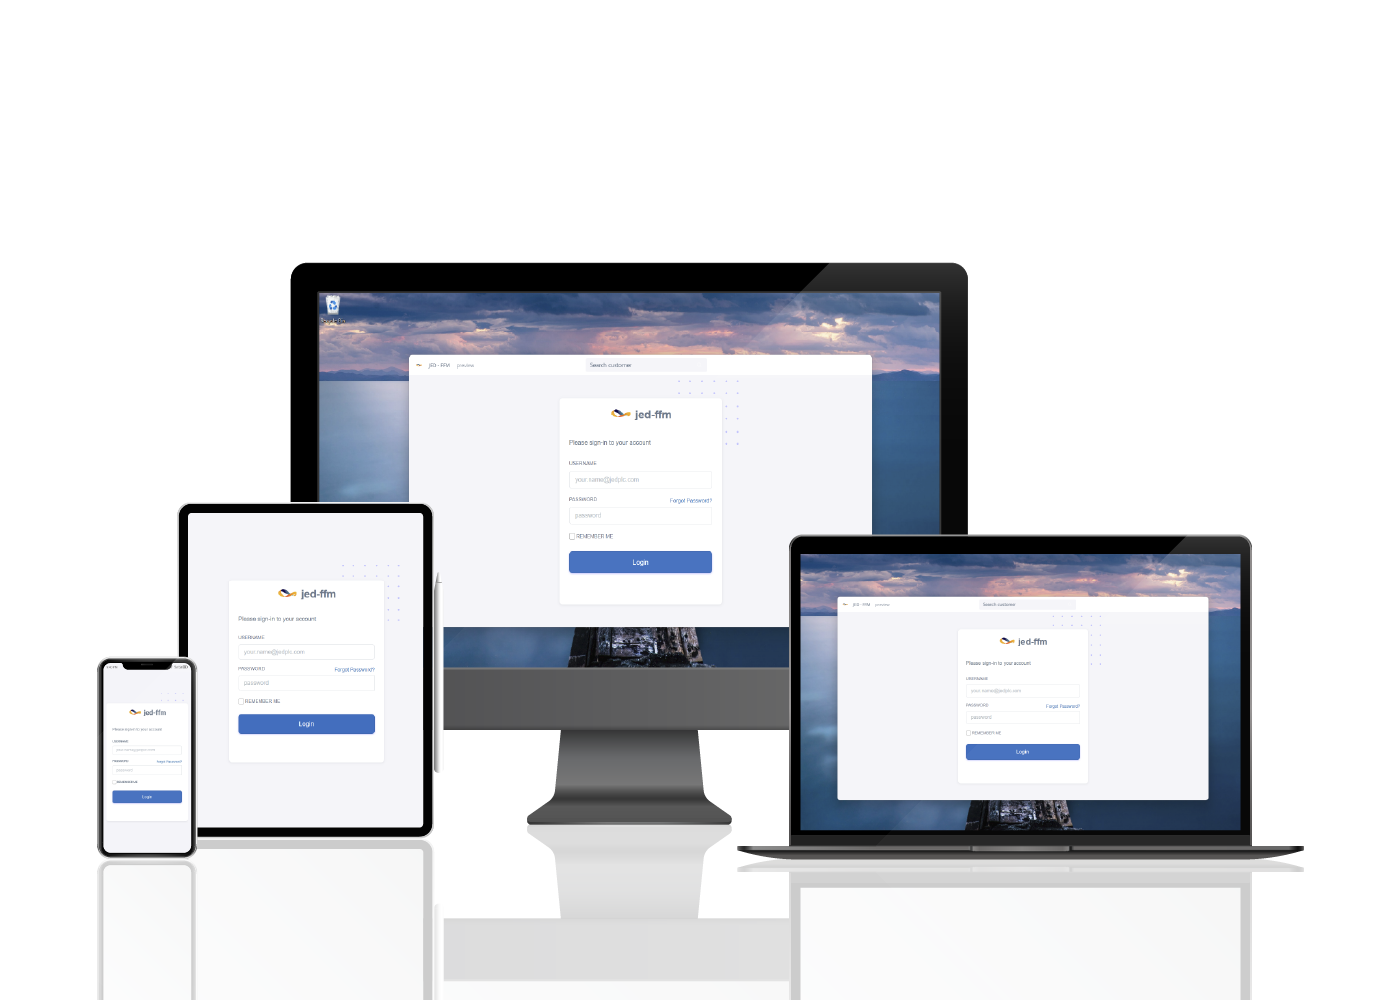 JED - FFM preview Search customer
jed-ffm
Please sign-in to your account
USERNAME
your.name@jedplc.com
PASSWORD Forgot Password?
password
REMEMBER ME
Login
jed-ffm
Please sign-in to your account
USERNAME
your.name@jedplc.com
PASSWORD Forgot Password?
password
REMEMBER ME
Login
jed-ffm
Please sign-in to your account
USERNAME
PASSWORD Forgot Password?
password
REMEMBER ME
Login
JED - FFM preview Search customer
jed-ffm
Please sign-in to your account
USERNAME
your.name@jedplc.com
PASSWORD Forgot Password?
password
REMEMBER ME
Login